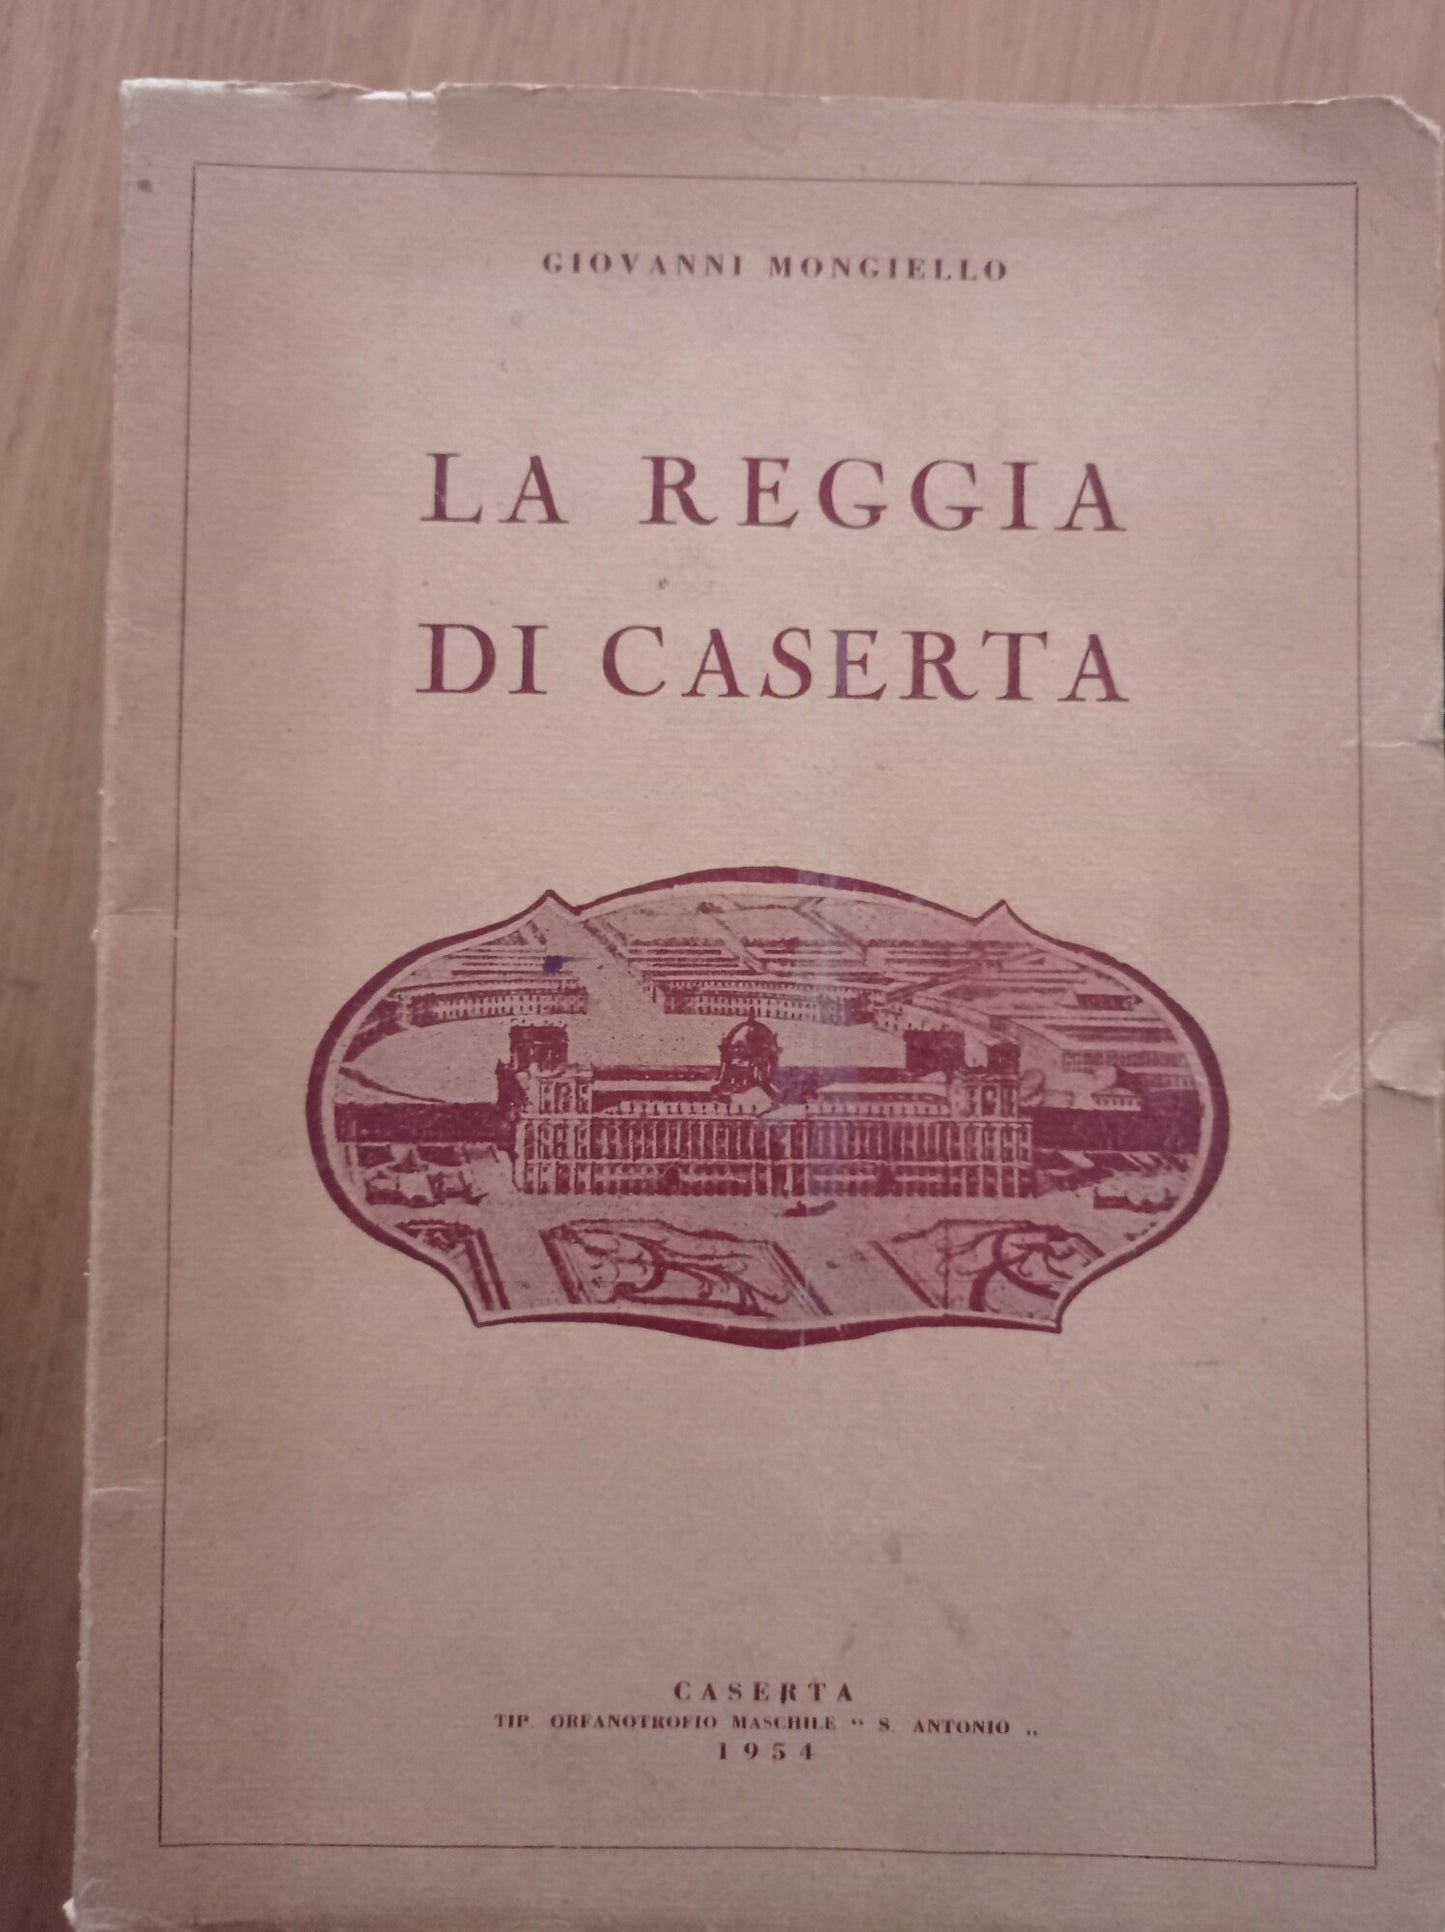 GIOVANNI MONGIELLO
LA REGGIA
DI CASERTA
CASERTA
TIP. ORFANOTROFIO MASCHILE “ S. ANTONIO „
1954